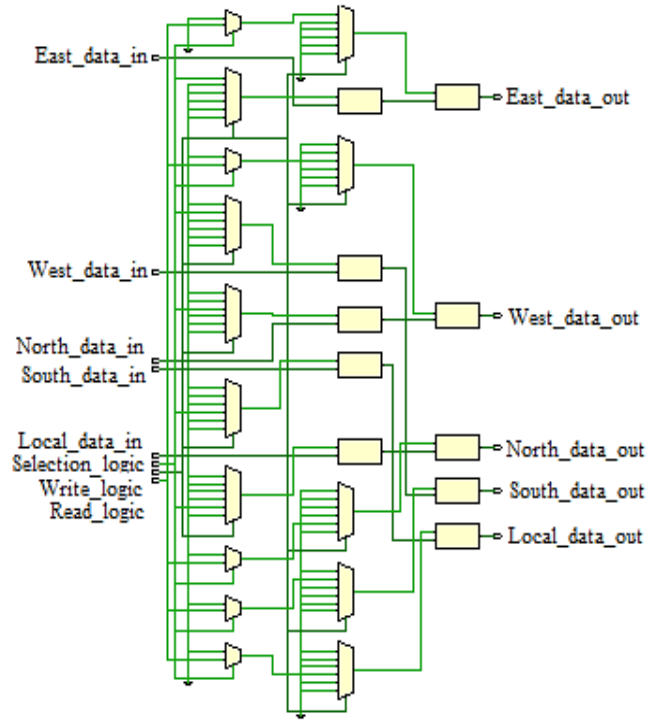 East_data_in
East_data_out
West_data_in
West_data_out
North_data_in
South_data_in
Local_data_in
North_data_out
Selection_logic
Write_logic
South_data_out
Read_logic
Local_data_out